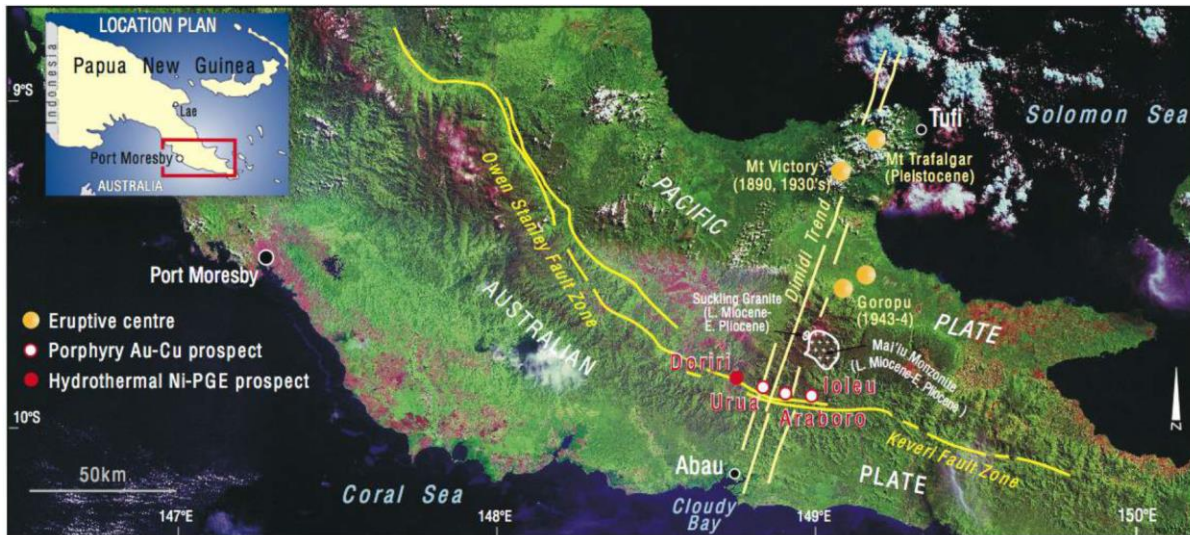 LOCATION PLAN
Indonesia
Papua New Guinea
Lae
Port Moresby
AUSTRALIA
9°S
10°S
Solomon Sea
Tufi
Mt Trafalgar
(Pleistocene)
Mt Victory
(1890, 1930's)
PACIFIC
Owen Stanley Fault Zone
Dimidi Trend
Port Moresby
AUSTRALIAN
Suckling Granite
(L. Miocene-
E. Pliocene)
Goropu
(1943-4)
PLATE
Mai'iu Monzonite
(L. Miocene-E. Pliocene)
Eruptive centre
Porphyry Au-Cu prospect
Hydrothermal Ni-PGE prospect
Doriri
Urua
Ioleu
Araboro
Keveri Fault Zone
PLATE
Abau
Cloudy
Bay
Coral Sea
50km
N
147°E
148°E
149°E
150°E